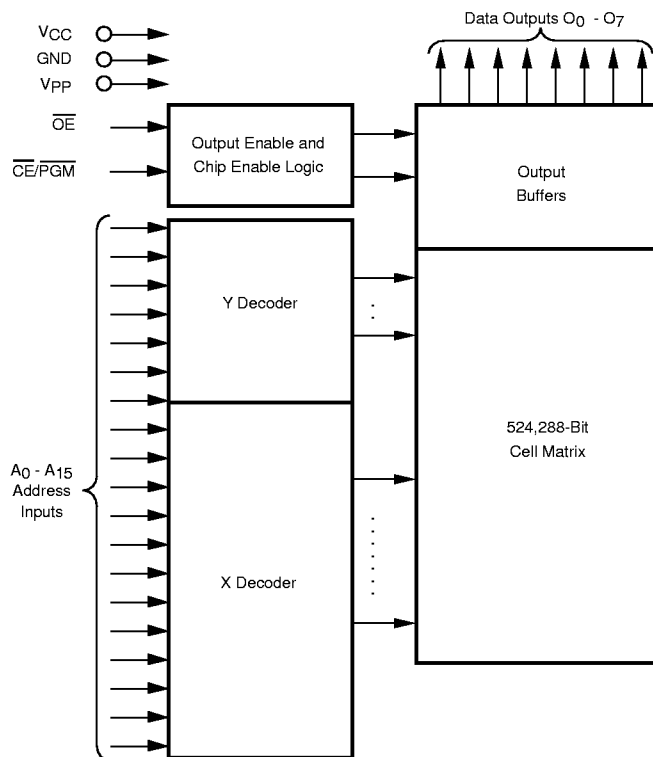 Data Outputs O0 - O7
VCC
GND
VPP
OE
CE/PGM
Output Enable and
Chip Enable Logic
Output
Buffers
Y Decoder
524,288-Bit
Cell Matrix
A0 - A15
Address
Inputs
X Decoder